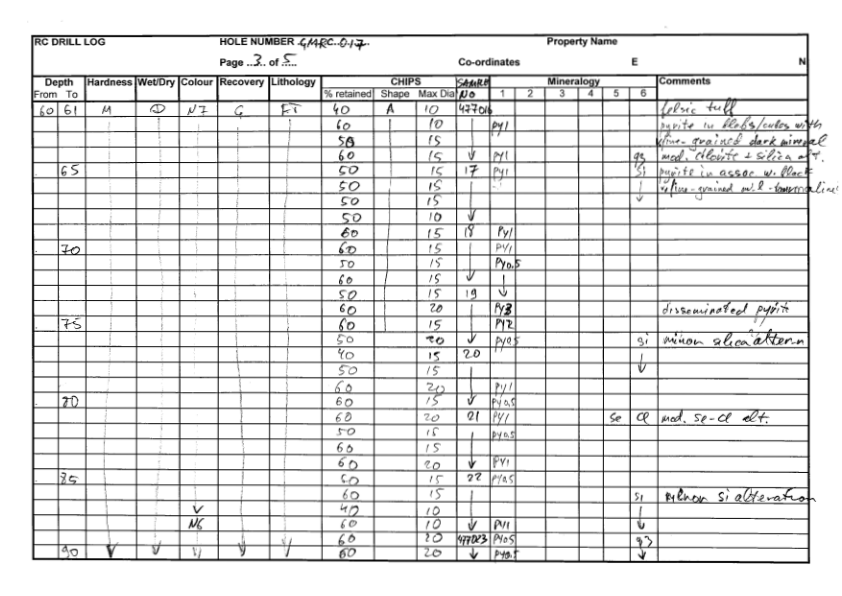 RC DRILL LOG HOLE NUMBER GMRC.017 Property Name
Page 3 of 5 Co-ordinates E N
Depth Hardness Wet/Dry Colour Recovery Lithology CHIPS SAMPLE Mineralogy Comments
From To % retained Shape Max Dia NO 1 2 3 4 5 6
60 61 M D N7 G FT 40 A 10 477016 felsic tuff
60 10 PY1 pyrite in blebs/cubes with
50 15 fine-grained dark mineral
60 15 ↓ PY1 q3 mod. chlorite + silica alt.
65 50 15 17 PY1 Si pyrite in assoc w. black
50 15 fine-grained tourmaline
50 15 ↓
50 10 ↓
60 15 18 PY1
70 60 15 PY1
50 15 PY0.5
60 15 ↓
50 15 19 ↓
60 20 PY3 disseminated pyrite
75 60 15 PY2
50 20 ↓ PY0.5 Si minor silica altern
40 15 20
50 15 ↓
60 20 PY1
80 60 15 ↓ PY0.5
60 20 21 PY1 Se Cl mod. se-cl alt.
50 15 PY0.5
60 15
60 20 ↓ PY1
85 60 15 22 PY0.5
60 15 Si minor Si alteration
↓ 40 10
N6 60 10 ↓ PY1 ↓
60 20 477023 PY0.5 q3
90 ↓ ↓ ↓ ↓ ↓ 60 20 ↓ PY0.5 ↓